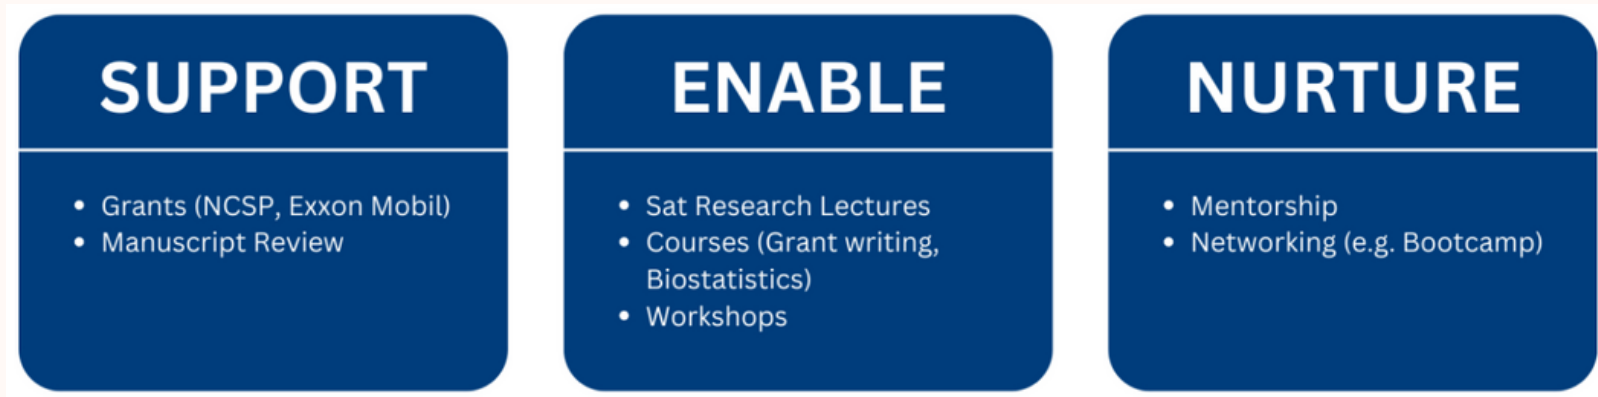 SUPPORT
• Grants (NCSP, Exxon Mobil)
• Manuscript Review
ENABLE
• Sat Research Lectures
• Courses (Grant writing,
Biostatistics)
• Workshops
NURTURE
• Mentorship
• Networking (e.g. Bootcamp)